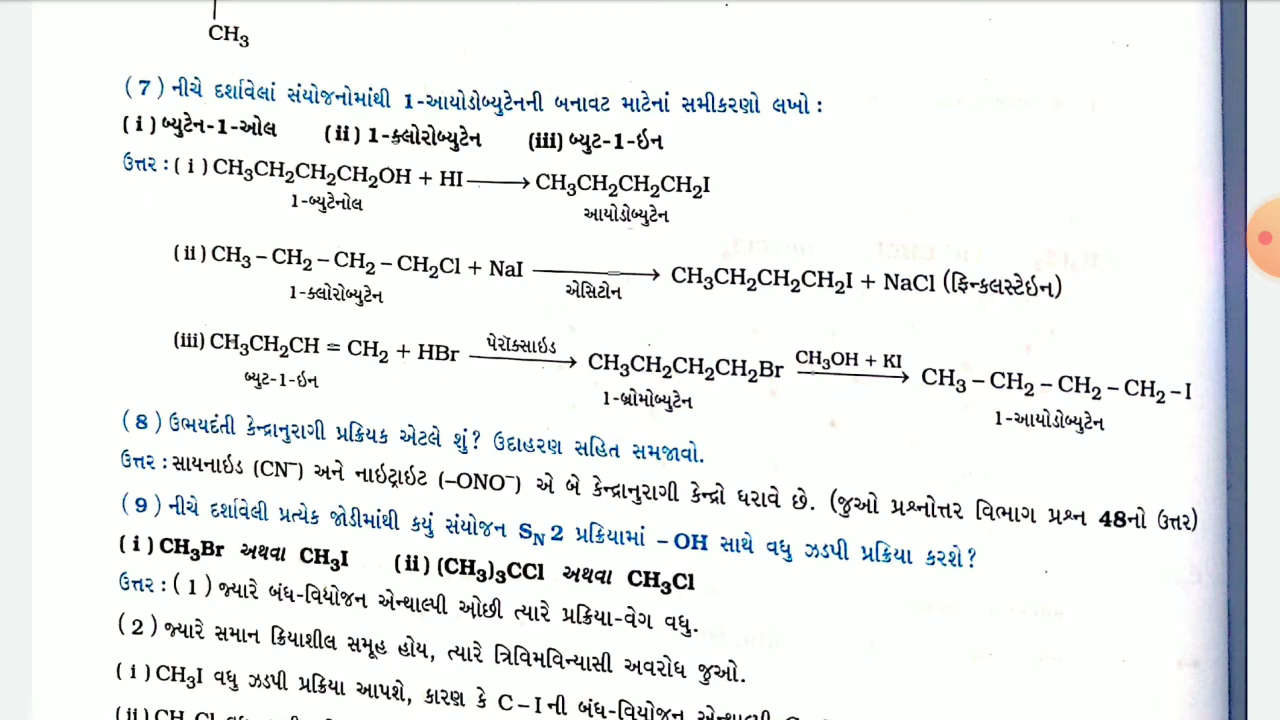 CH₃
(7) નીચે દર્શાવેલાં સંયોજનોમાંથી 1-આયોડોબ્યુટેનની બનાવટ માટેનાં સમીકરણો લખો :
(i) બ્યુટેન-1-ઓલ (ii) 1-ક્લોરોબ્યુટેન (iii) બ્યુટ-1-ઇન
ઉત્તર : (i) CH₃CH₂CH₂CH₂OH + HI ⟶ CH₃CH₂CH₂CH₂I
1-બ્યુટેનોલ આયોડોબ્યુટેન
(ii) CH₃ – CH₂ – CH₂ – CH₂Cl + NaI ⟶ CH₃CH₂CH₂CH₂I + NaCl (ફિન્કલસ્ટેઇન)
1-ક્લોરોબ્યુટેન એસિટોન
(iii) CH₃CH₂CH = CH₂ + HBr પેરૉક્સાઇડ ⟶ CH₃CH₂CH₂CH₂Br CH₃OH + KI ⟶ CH₃ – CH₂ – CH₂ – CH₂ – I
બ્યુટ-1-ઇન 1-બ્રોમોબ્યુટેન 1-આયોડોબ્યુટેન
(8) ઉભયદંતી કેન્દ્રાનુરાગી પ્રક્રિયક એટલે શું? ઉદાહરણ સહિત સમજાવો.
ઉત્તર : સાયનાઇડ (CN⁻) અને નાઇટ્રાઇટ (–ONO⁻) એ બે કેન્દ્રાનુરાગી કેન્દ્રો ધરાવે છે. (જુઓ પ્રશ્નોત્તર વિભાગ પ્રશ્ન 48નો ઉત્તર)
(9) નીચે દર્શાવેલી પ્રત્યેક જોડીમાંથી કયું સંયોજન S_N2 પ્રક્રિયામાં – OH સાથે વધુ ઝડપી પ્રક્રિયા કરશે?
(i) CH₃Br અથવા CH₃I (ii) (CH₃)₃CCl અથવા CH₃Cl
ઉત્તર : (1) જ્યારે બંધ-વિયોજન એન્થાલ્પી ઓછી ત્યારે પ્રક્રિયા-વેગ વધુ.
(2) જ્યારે સમાન ક્રિયાશીલ સમૂહ હોય, ત્યારે ત્રિવિમવિન્યાસી અવરોધ જુઓ.
(i) CH₃I વધુ ઝડપી પ્રક્રિયા આપશે, કારણ કે C – I ની બંધ-વિયોજન એન્થાલ્પી
(ii) CH₃Cl